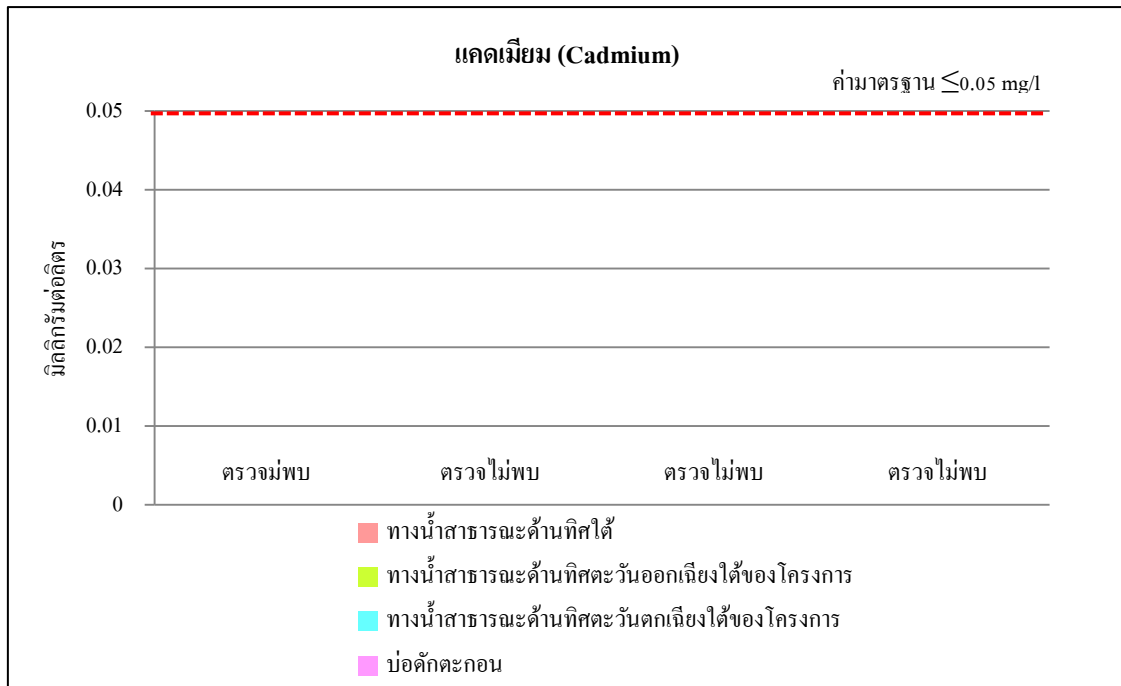 แคดเมียม (Cadmium)
ค่ามาตรฐาน ≤0.05 mg/l
0.05
0.04
0.03
0.02
0.01
0
มิลลิกรัมต่อลิตร
ตรวจม่พบ ตรวจไม่พบ ตรวจไม่พบ ตรวจไม่พบ
ทางน้ำสาธารณะด้านทิศใต้
ทางน้ำสาธารณะด้านทิศตะวันออกเฉียงใต้ของโครงการ
ทางน้ำสาธารณะด้านทิศตะวันตกเฉียงใต้ของโครงการ
บ่อดักตะกอน